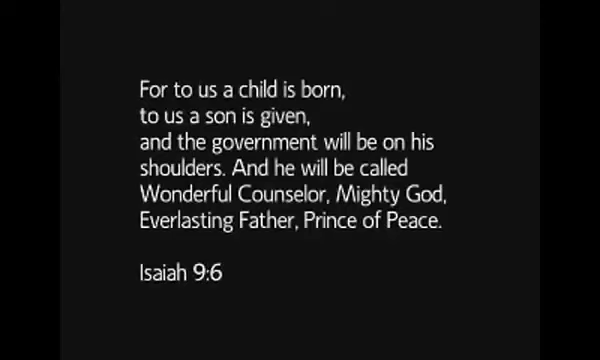 For to us a child is born,
to us a son is given,
and the government will be on his
shoulders. And he will be called
Wonderful Counselor, Mighty God,
Everlasting Father, Prince of Peace.
Isaiah 9:6